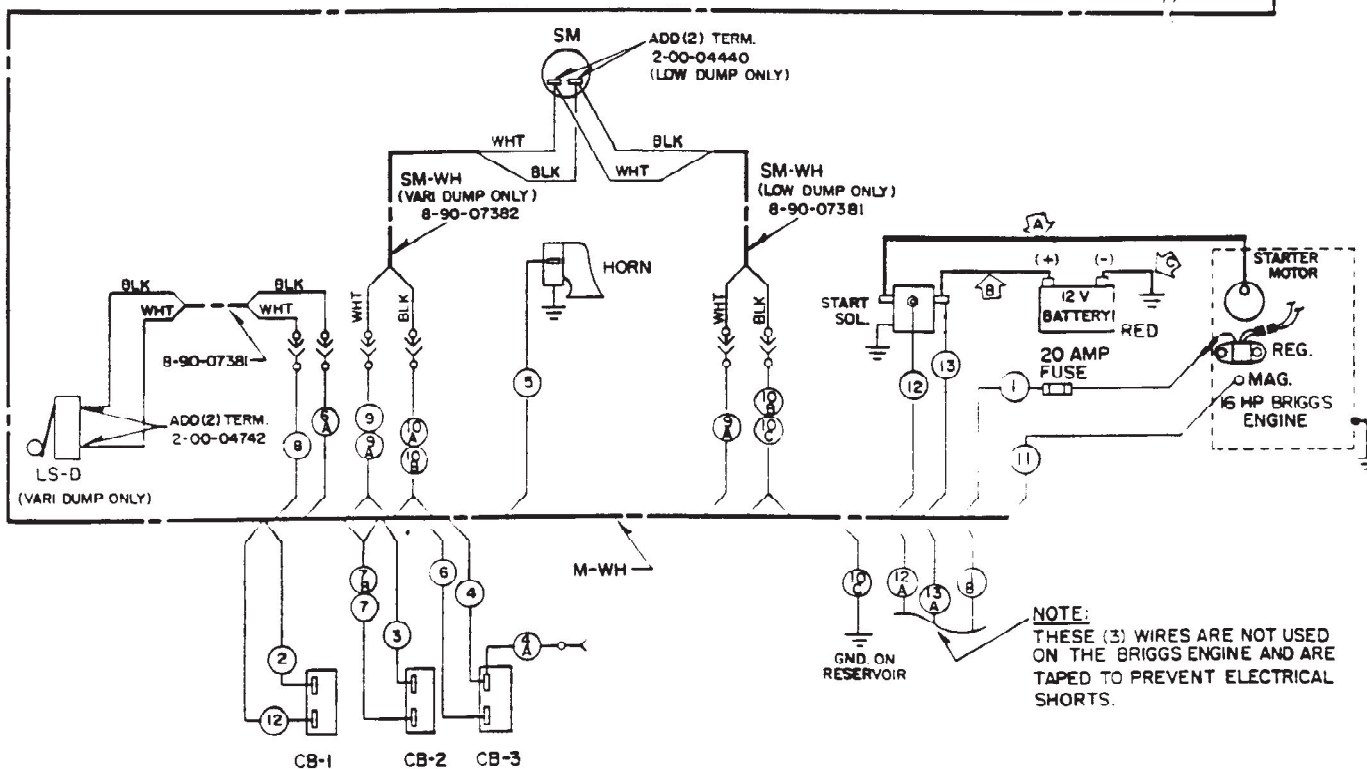 SM
ADD (2) TERM.
2-00-04440
(LOW DUMP ONLY)
WHT
BLK
BLK
WHT
SM-WH
(VARI DUMP ONLY)
8-90-07382
SM-WH
(LOW DUMP ONLY)
8-90-07381
HORN
BLK
WHT
BLK
WHT
8-90-07381
WHT
BLK
WHT
BLK
A
(+)
(-)
C
B
START
SOL.
12 V
BATTERY
RED
STARTER
MOTOR
REG.
MAG.
16 HP BRIGGS
ENGINE
20 AMP
FUSE
1
11
12
13
5
ADD (2) TERM.
2-00-04742
LS-D
(VARI DUMP ONLY)
8
9
9A
10A
10B
9A
10B
10C
M-WH
2
12
7B
7
3
6
4
4A
CB-1
CB-2
CB-3
10C
GND. ON
RESERVOIR
12A
13A
8
NOTE:
THESE (3) WIRES ARE NOT USED
ON THE BRIGGS ENGINE AND ARE
TAPED TO PREVENT ELECTRICAL
SHORTS.